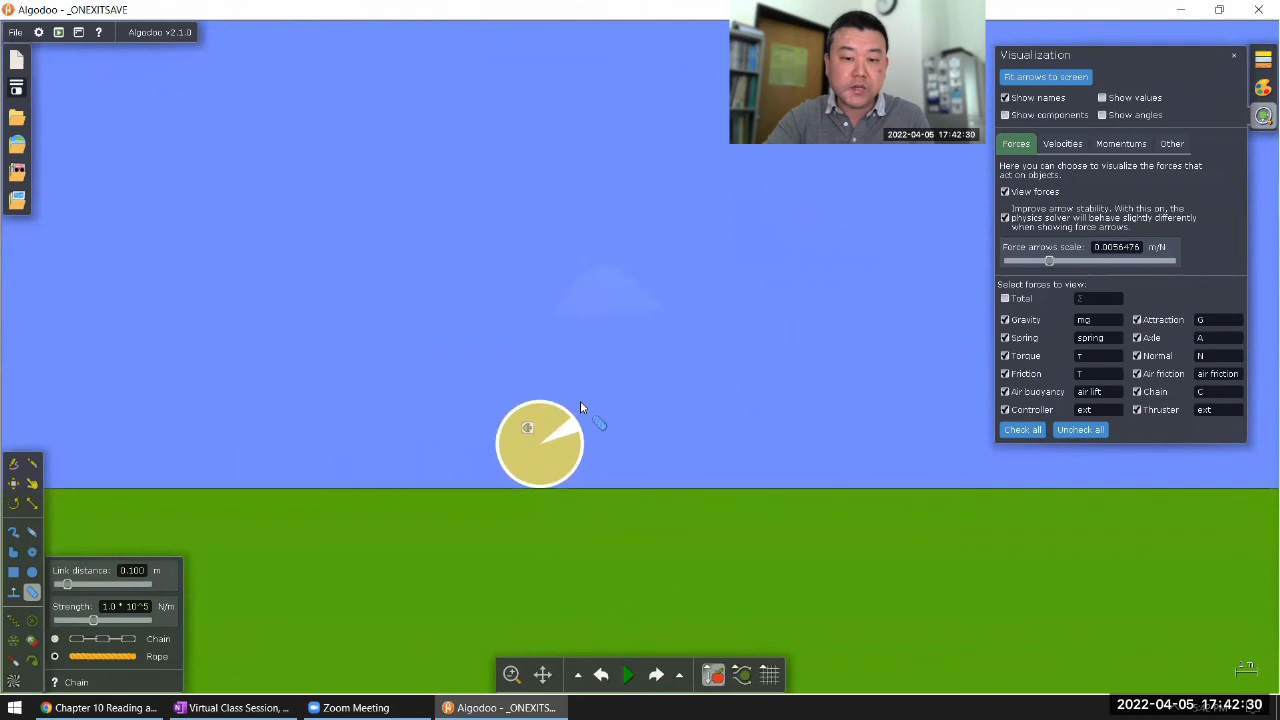 Algodoo - _ONEXITSAVE
File
?
Algodoo v2.1.0
2022-04-05 17:42:30
Visualization
Fit arrows to screen
Show names
Show values
Show components
Show angles
Forces
Velocities
Momentums
Other
Here you can choose to visualize the forces that
act on objects.
View forces
Improve arrow stability. With this on, the
physics solver will behave slightly differently
when showing force arrows.
Force arrows scale: 0.0056476 m/N
Select forces to view:
Total Σ
Gravity mg Attraction G
Spring spring Axle A
Torque τ Normal N
Friction T Air friction air friction
Air buoyancy air lift Chain C
Controller ext Thruster ext
Check all Uncheck all
Link distance: 0.100 m
Strength: 1.0 * 10^5 N/m
Chain
Rope
? Chain
Chapter 10 Reading a...
Virtual Class Session, ...
Zoom Meeting
Algodoo - _ONEXITS...
2022-04-05 17:42:30